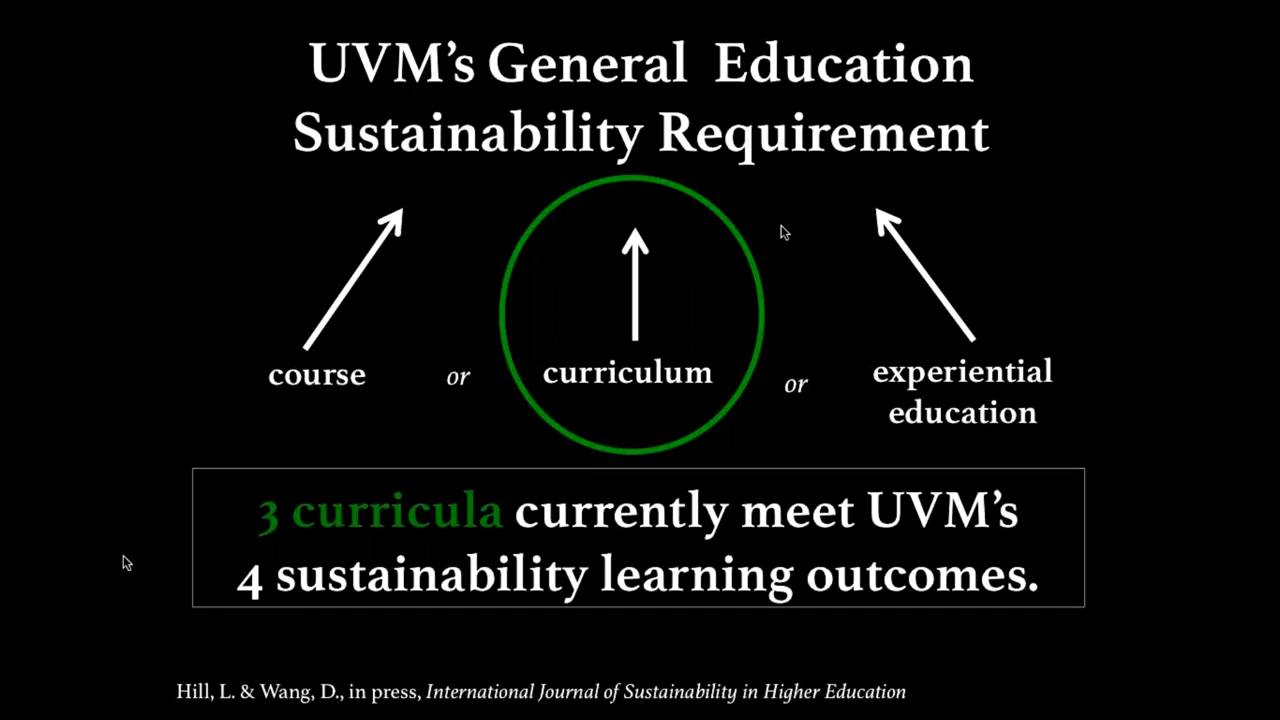 UVM’s General Education
Sustainability Requirement
course
or
curriculum
or
experiential
education
3 curricula currently meet UVM’s
4 sustainability learning outcomes.
Hill, L. & Wang, D., in press, International Journal of Sustainability in Higher Education